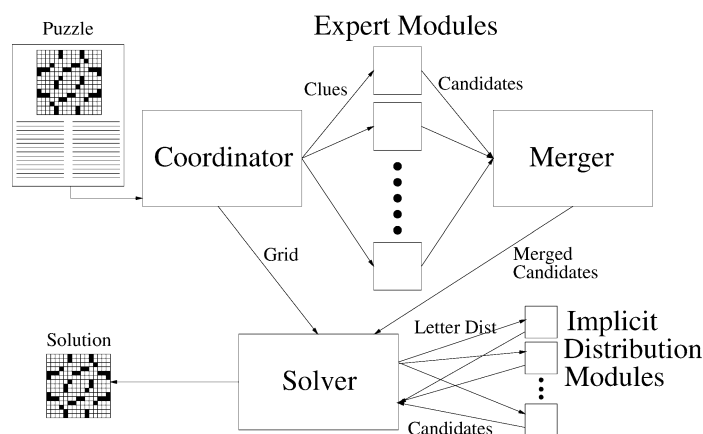 Puzzle
Expert Modules
Clues
Candidates
Coordinator
Merger
Grid
Merged
Candidates
Solution
Letter Dist
Implicit
Distribution
Modules
Solver
Candidates